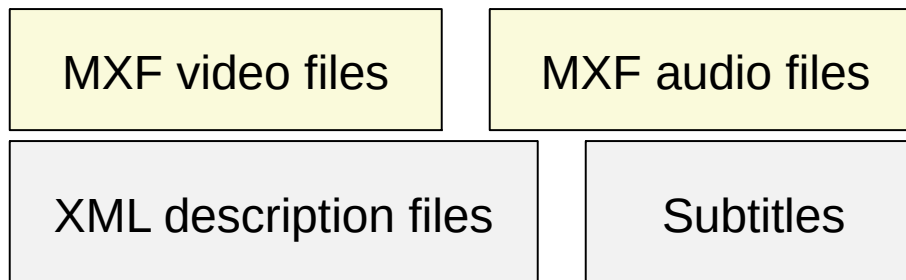 MXF video files
MXF audio files
XML description files
Subtitles